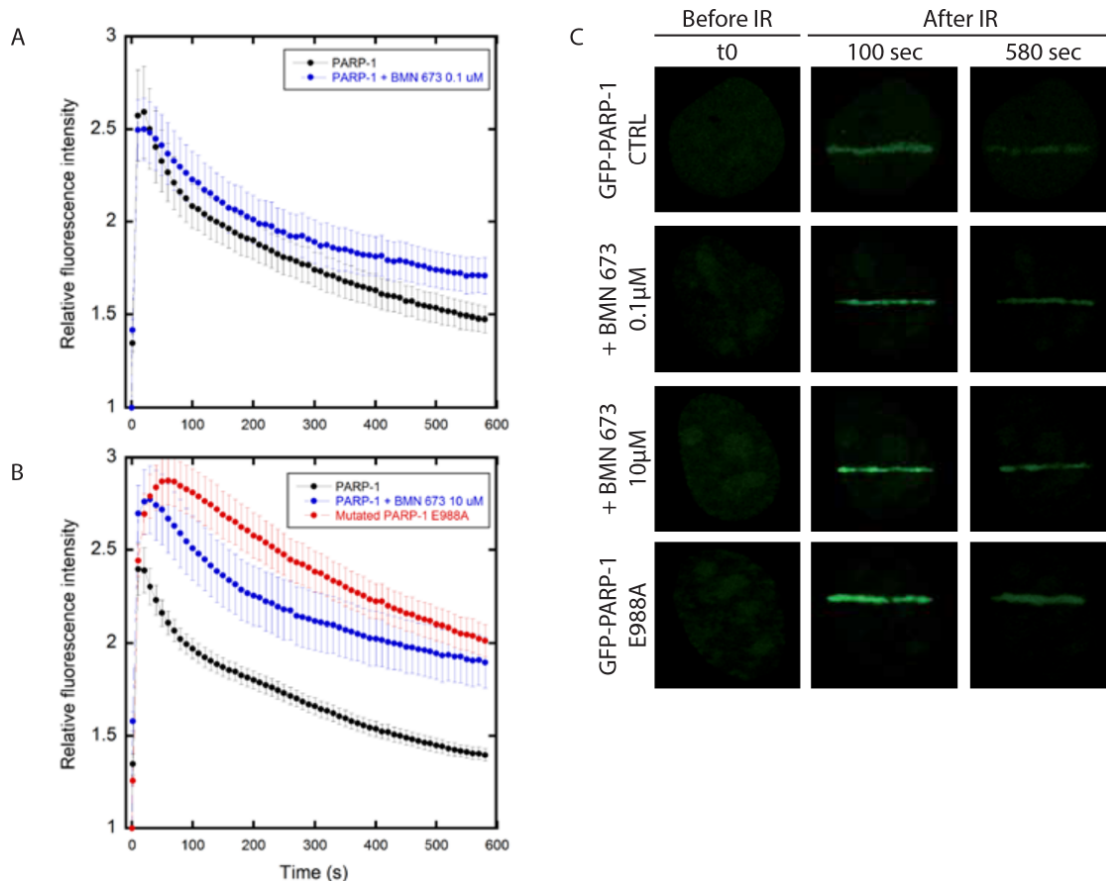 A
Relative fluorescence intensity
3
2.5
2
1.5
1
PARP-1
PARP-1 + BMN 673 0.1 uM
0 100 200 300 400 500 600
B
Relative fluorescence intensity
3
2.5
2
1.5
1
PARP-1
PARP-1 + BMN 673 10 uM
Mutated PARP-1 E988A
0 100 200 300 400 500 600
Time (s)
C
Before IR After IR
t0 100 sec 580 sec
GFP-PARP-1
CTRL
+ BMN 673
0.1µM
+ BMN 673
10µM
GFP-PARP-1
E988A